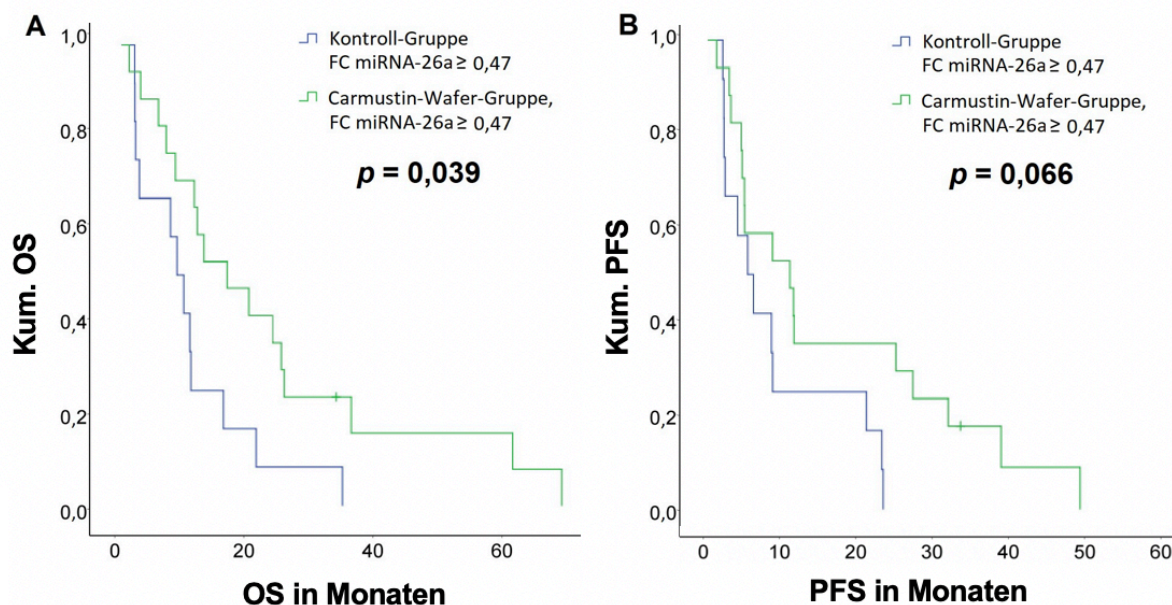 A
1,0
0,8
0,6
0,4
0,2
0,0
Kum. OS
Kontroll-Gruppe
FC miRNA-26a ≥ 0,47
Carmustin-Wafer-Gruppe,
FC miRNA-26a ≥ 0,47
p = 0,039
0 20 40 60
OS in Monaten
B
1,0
0,8
0,6
0,4
0,2
0,0
Kum. PFS
Kontroll-Gruppe
FC miRNA-26a ≥ 0,47
Carmustin-Wafer-Gruppe,
FC miRNA-26a ≥ 0,47
p = 0,066
0 10 20 30 40 50 60
PFS in Monaten